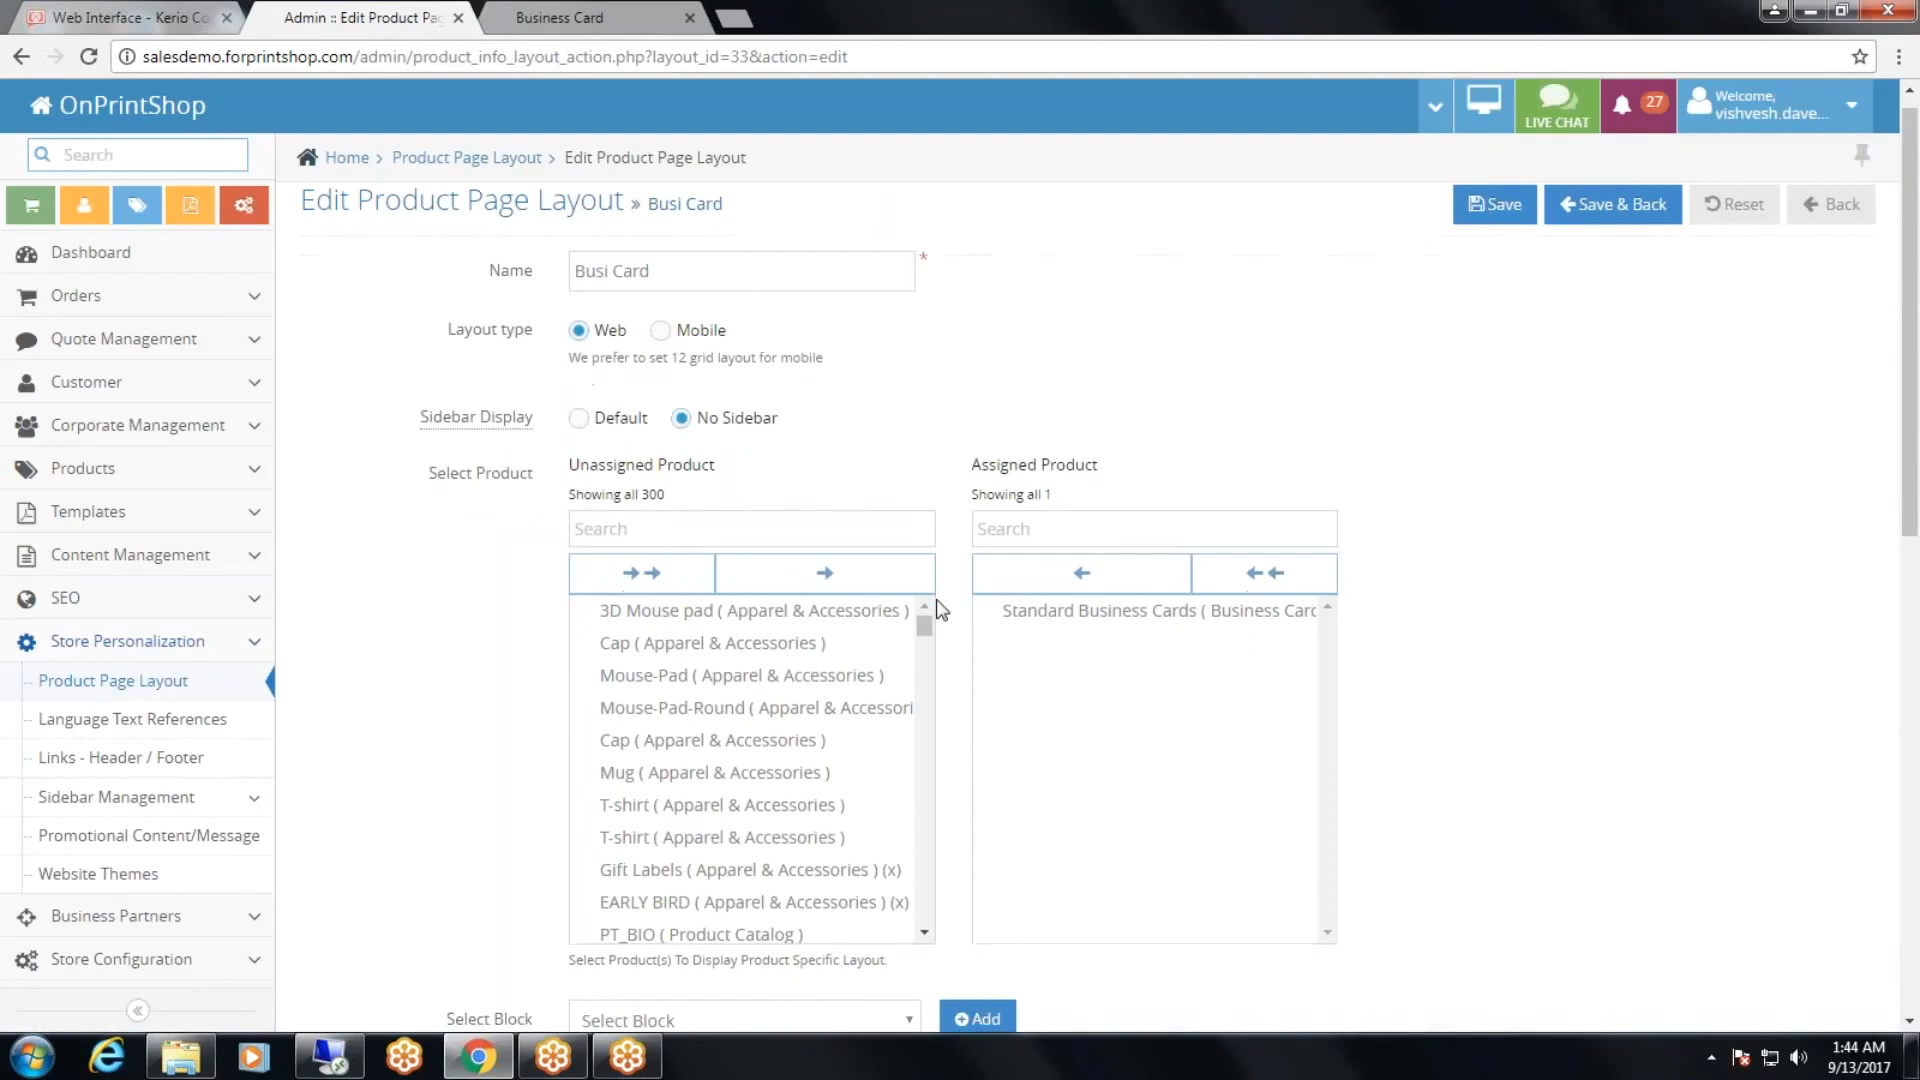 Web Interface - Kerio Co
Admin :: Edit Product Pag
Business Card
salesdemo.forprintshop.com/admin/product_info_layout_action.php?layout_id=33&action=edit
OnPrintShop
LIVE CHAT
27
Welcome,
vishvesh.dave...
Search
Home > Product Page Layout > Edit Product Page Layout
Edit Product Page Layout » Busi Card
Save
Save & Back
Reset
Back
Dashboard
Orders
Quote Management
Customer
Corporate Management
Products
Templates
Content Management
SEO
Store Personalization
Product Page Layout
Language Text References
Links - Header / Footer
Sidebar Management
Promotional Content/Message
Website Themes
Business Partners
Store Configuration
Name
Busi Card
*
Layout type
Web
Mobile
We prefer to set 12 grid layout for mobile
Sidebar Display
Default
No Sidebar
Select Product
Unassigned Product
Showing all 300
Search
3D Mouse pad ( Apparel & Accessories )
Cap ( Apparel & Accessories )
Mouse-Pad ( Apparel & Accessories )
Mouse-Pad-Round ( Apparel & Accessori
Cap ( Apparel & Accessories )
Mug ( Apparel & Accessories )
T-shirt ( Apparel & Accessories )
T-shirt ( Apparel & Accessories )
Gift Labels ( Apparel & Accessories ) (x)
EARLY BIRD ( Apparel & Accessories ) (x)
PT_BIO ( Product Catalog )
Assigned Product
Showing all 1
Search
Standard Business Cards ( Business Card
Select Product(s) To Display Product Specific Layout.
Select Block
Select Block
Add
1:44 AM
9/13/2017